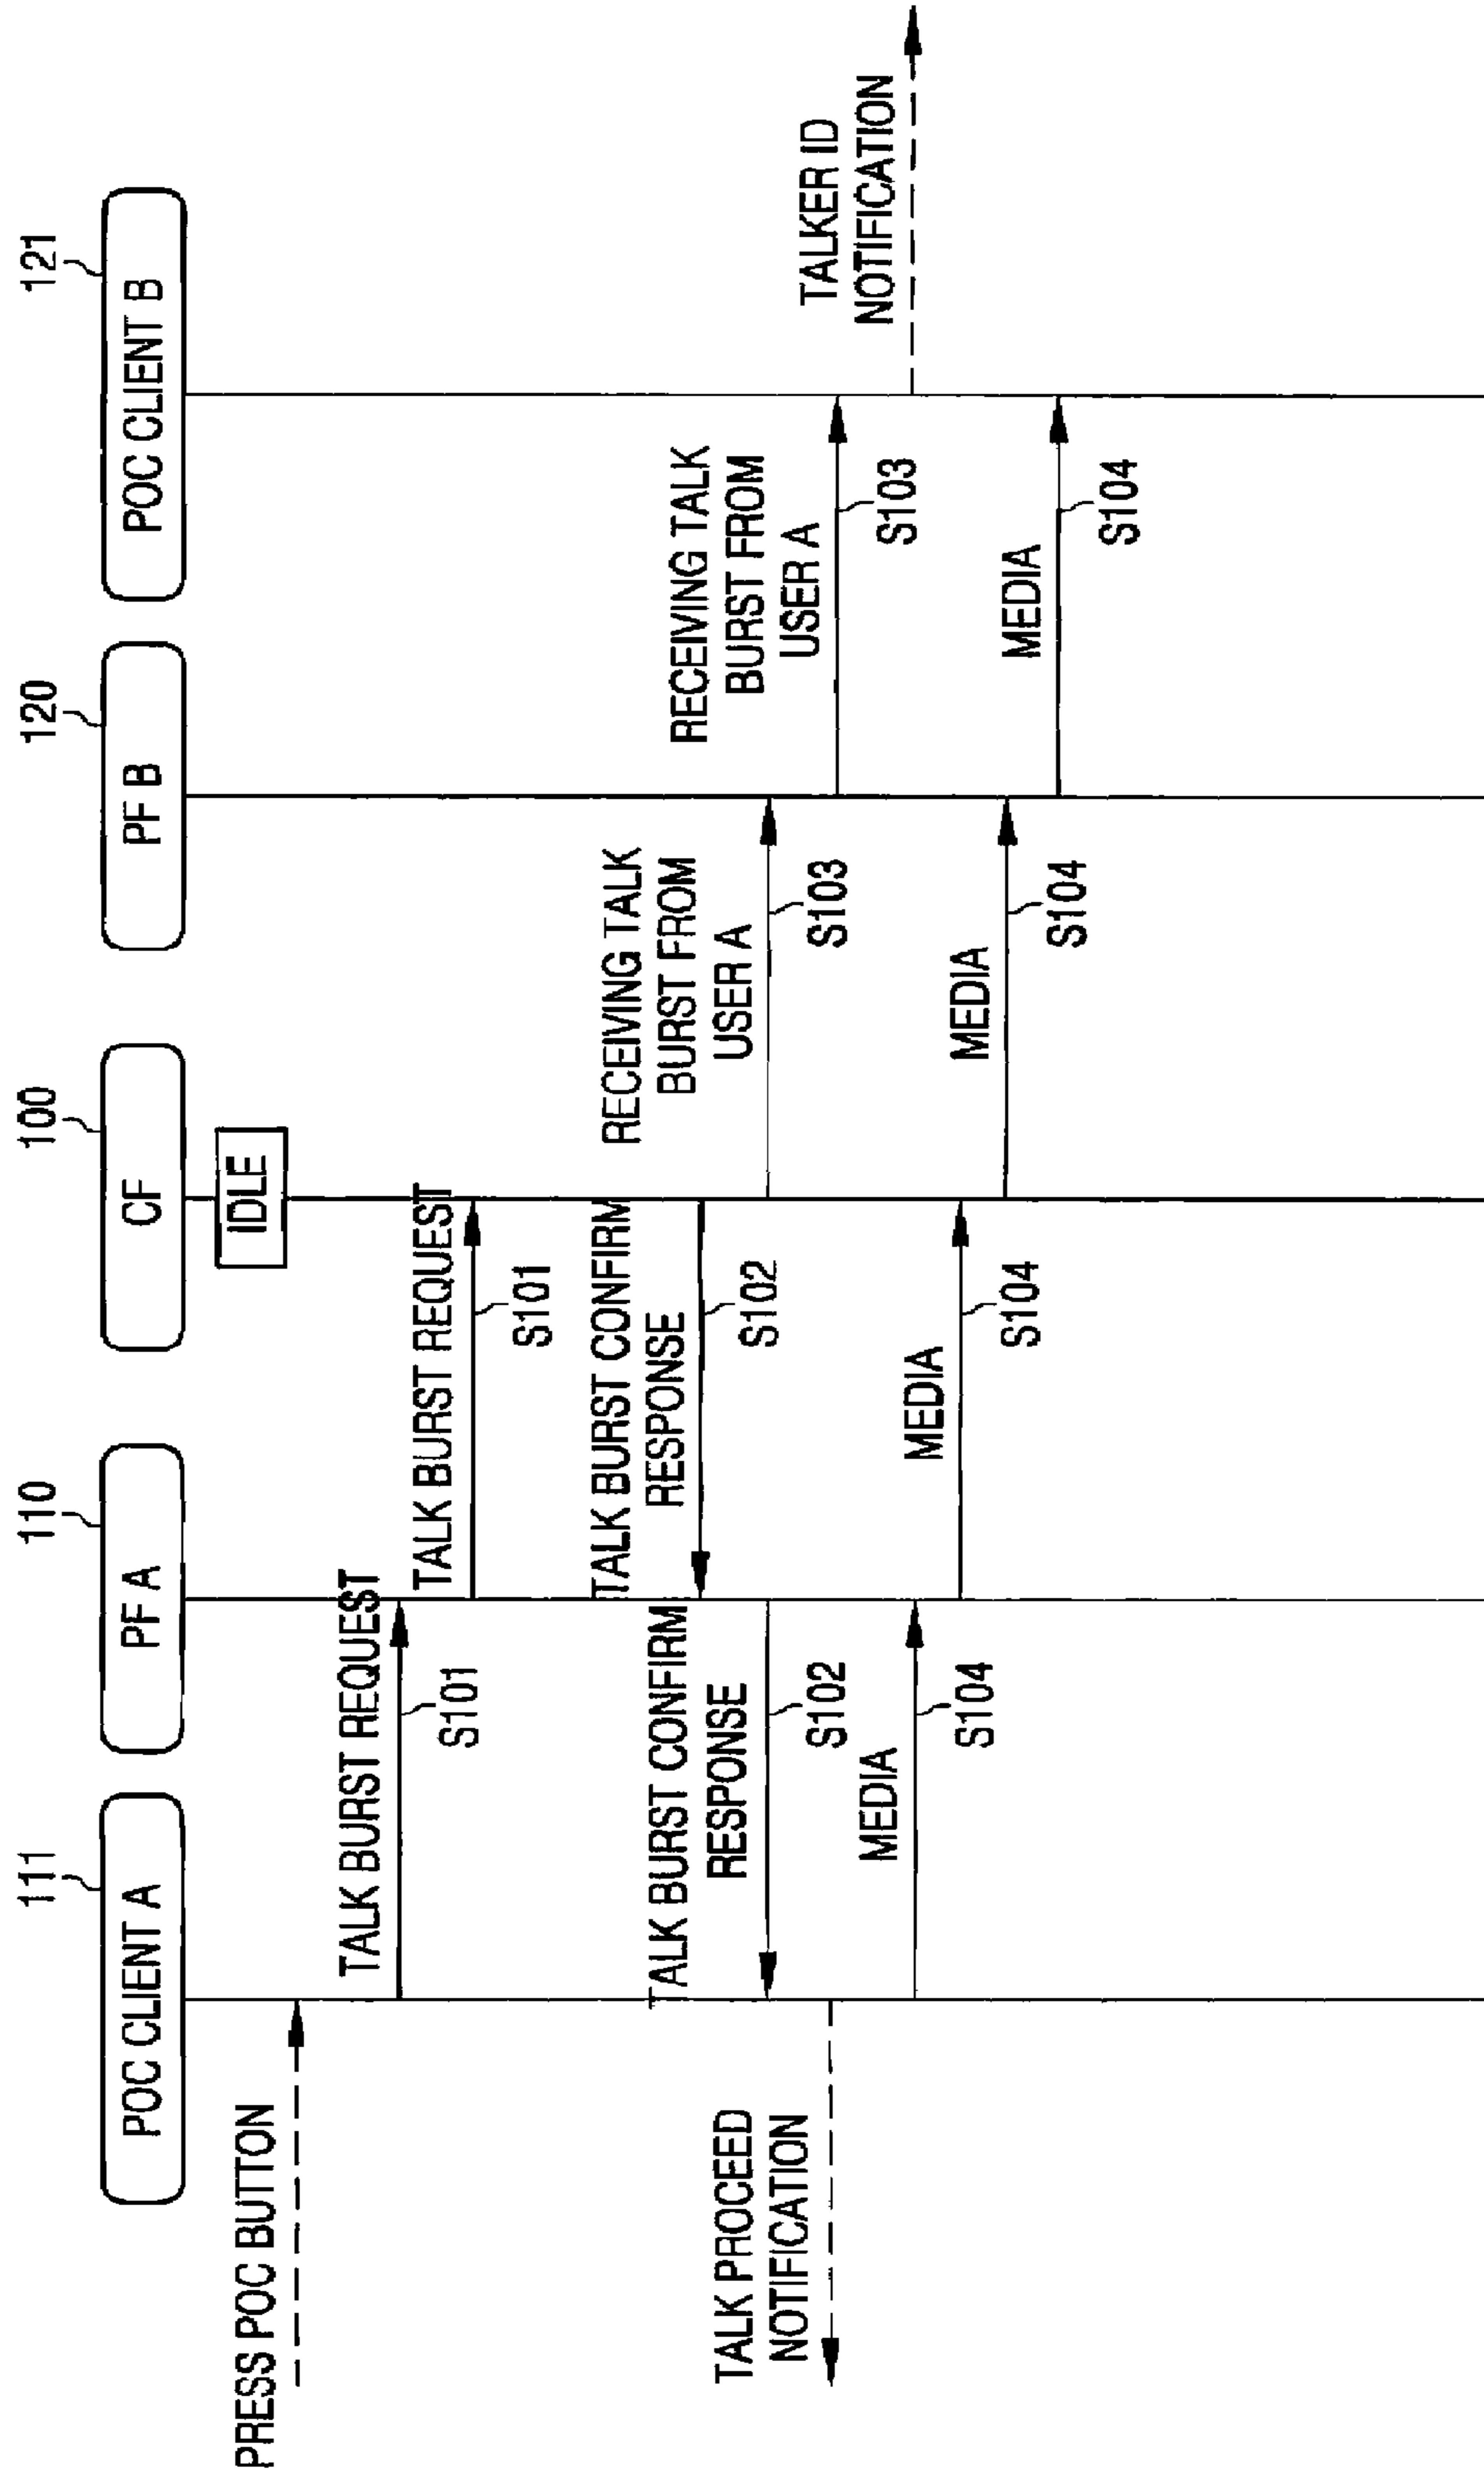 111
110
100
120
121
POC CLIENT A
PF A
CF
PF B
POC CLIENT B
IDLE
PRESS POC BUTTON
TALK BURST REQUEST
S101
TALK BURST REQUEST
S101
TALK BURST CONFIRM
RESPONSE
S102
TALK BURST CONFIRM
RESPONSE
S102
TALK PROCEED
NOTIFICATION
RECEIVING TALK
BURST FROM
USER A
S103
RECEIVING TALK
BURST FROM
USER A
S103
TALKER ID
NOTIFICATION
MEDIA
S104
MEDIA
S104
MEDIA
S104
MEDIA
S104